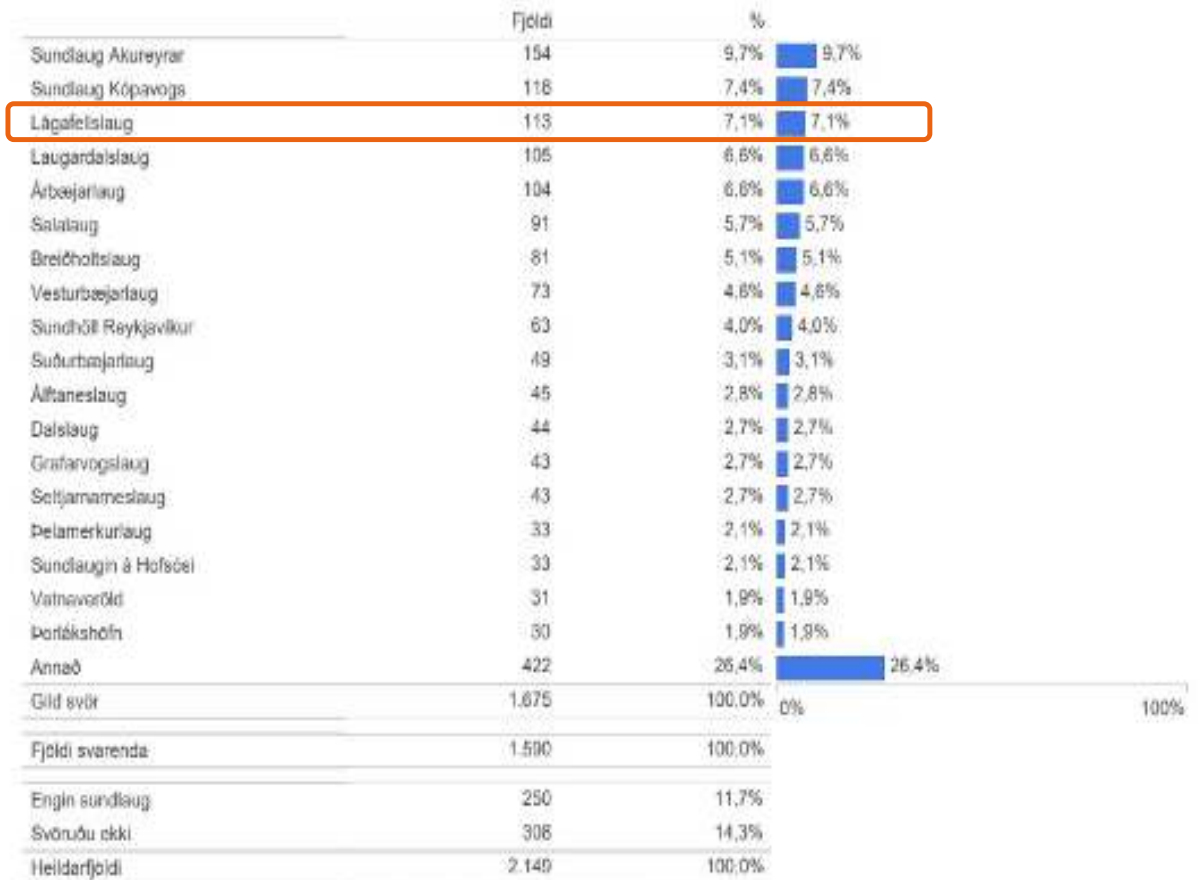 Fjöldi %
Sundlaug Akureyrar 154 9,7% 9,7%
Sundlaug Kópavogs 118 7,4% 7,4%
Lágafellslaug 113 7,1% 7,1%
Laugardalslaug 105 6,6% 6,6%
Árbæjarlaug 104 6,6% 6,6%
Salalaug 91 5,7% 5,7%
Breiðholtslaug 81 5,1% 5,1%
Vesturbæjarlaug 73 4,6% 4,6%
Sundhöll Reykjavíkur 63 4,0% 4,0%
Suðurbæjarlaug 49 3,1% 3,1%
Álftaneslaug 45 2,8% 2,8%
Dalslaug 44 2,7% 2,7%
Grafarvogslaug 43 2,7% 2,7%
Seltjarnarneslaug 43 2,7% 2,7%
Þelamerkurlaug 33 2,1% 2,1%
Sundlaugin á Hofsósi 33 2,1% 2,1%
Vatnaveröld 31 1,9% 1,9%
Þorlákshöfn 30 1,9% 1,9%
Annað 422 26,4% 26,4%
Gild svör 1.675 100,0% 0% 100%
Fjöldi svarenda 1.590 100,0%
Engin sundlaug 250 11,7%
Svöruðu ekki 308 14,3%
Heildarfjöldi 2.149 100,0%